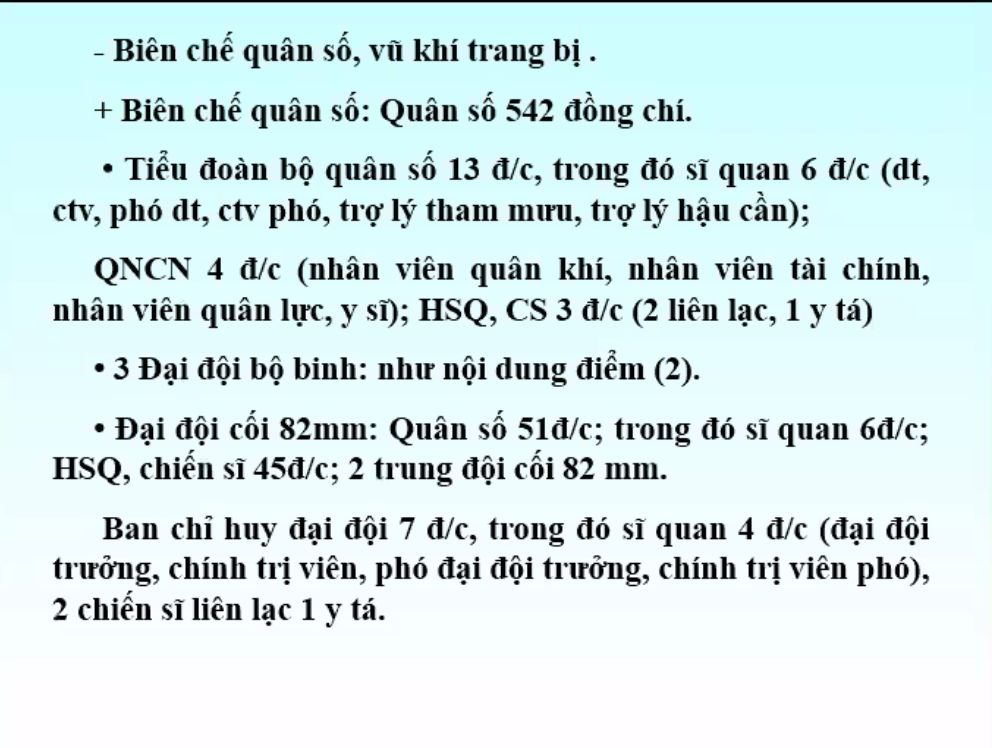 - Biên chế quân số, vũ khí trang bị .
+ Biên chế quân số: Quân số 542 đồng chí.
• Tiểu đoàn bộ quân số 13 đ/c, trong đó sĩ quan 6 đ/c (dt,
ctv, phó dt, ctv phó, trợ lý tham mưu, trợ lý hậu cần);
QNCN 4 đ/c (nhân viên quân khí, nhân viên tài chính,
nhân viên quân lực, y sĩ); HSQ, CS 3 đ/c (2 liên lạc, 1 y tá)
• 3 Đại đội bộ binh: như nội dung điểm (2).
• Đại đội cối 82mm: Quân số 51đ/c; trong đó sĩ quan 6đ/c;
HSQ, chiến sĩ 45đ/c; 2 trung đội cối 82 mm.
Ban chỉ huy đại đội 7 đ/c, trong đó sĩ quan 4 đ/c (đại đội
trưởng, chính trị viên, phó đại đội trưởng, chính trị viên phó),
2 chiến sĩ liên lạc 1 y tá.